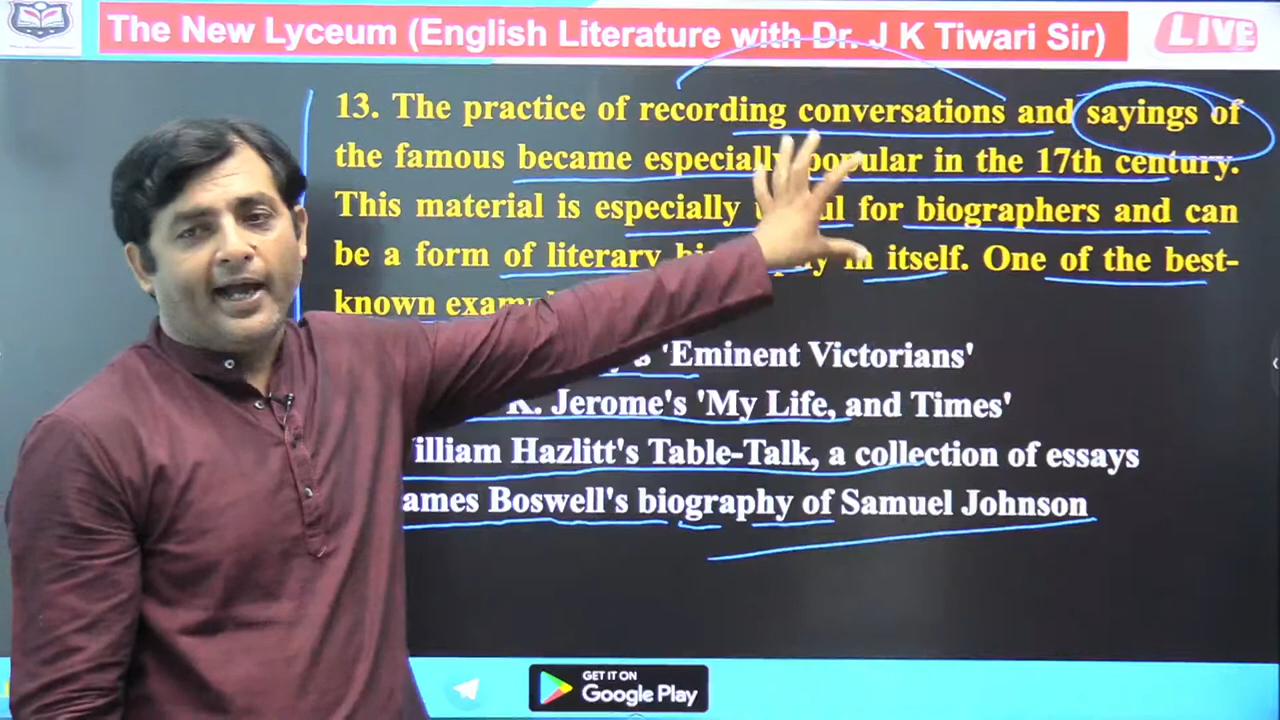 The New Lyceum (English Literature with Dr. J K Tiwari Sir)
LIVE
13. The practice of recording conversations and sayings of
the famous became especially popular in the 17th century.
This material is especially for biographers and can
be a form of literary in itself. One of the best-
known
'Eminent Victorians'
K. Jerome's 'My Life, and Times'
illiam Hazlitt's Table-Talk, a collection of essays
ames Boswell's biography of Samuel Johnson
GET IT ON
Google Play